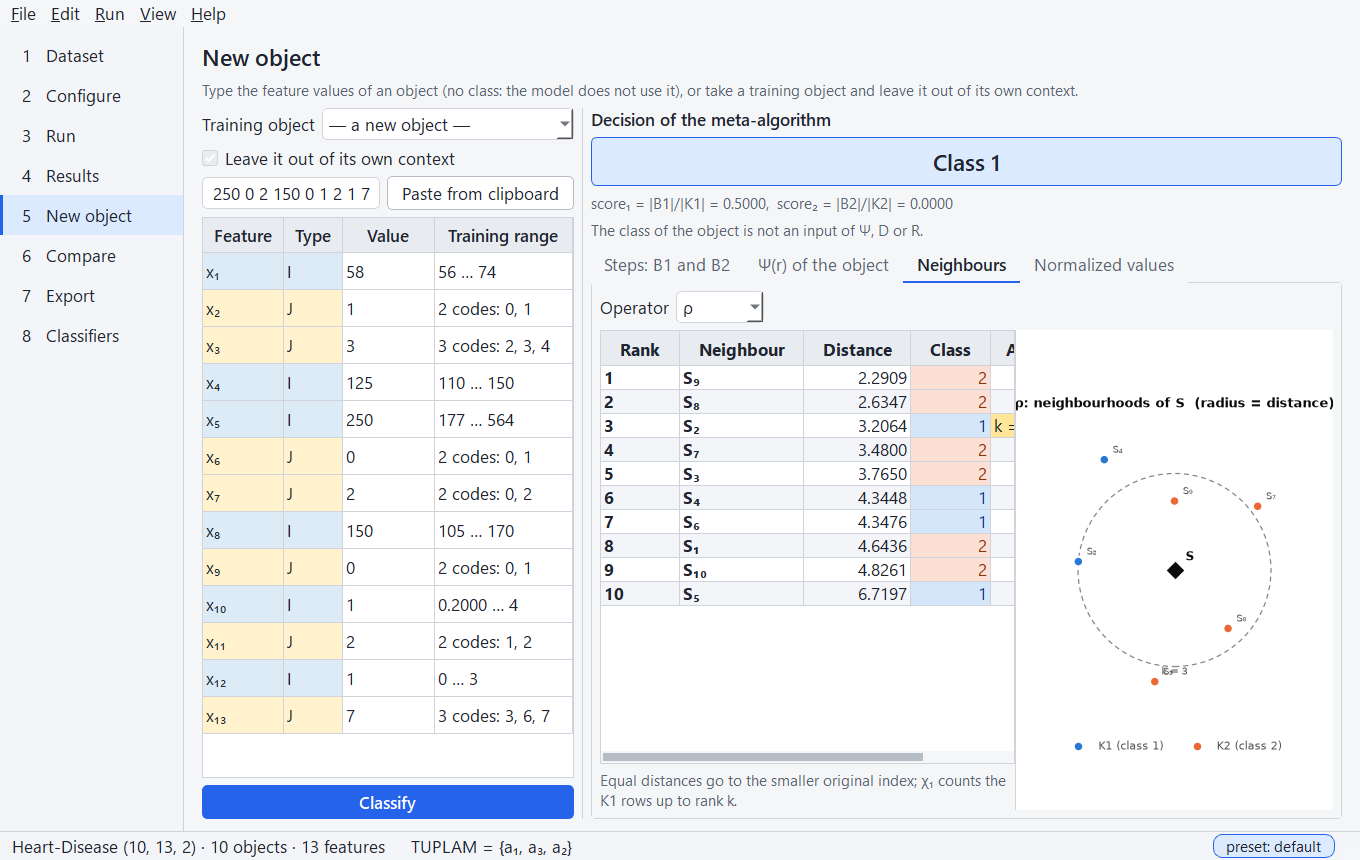 File Edit Run View Help
1 Dataset
2 Configure
3 Run
4 Results
5 New object
6 Compare
7 Export
8 Classifiers
New object
Type the feature values of an object (no class: the model does not use it), or take a training object and leave it out of its own context.
Training object — a new object —
Leave it out of its own context
250 0 2 150 0 1 2 1 7 Paste from clipboard
Feature Type Value Training range
x₁ I 58 56 ... 74
x₂ J 1 2 codes: 0, 1
x₃ J 3 3 codes: 2, 3, 4
x₄ I 125 110 ... 150
x₅ I 250 177 ... 564
x₆ J 0 2 codes: 0, 1
x₇ J 2 2 codes: 0, 2
x₈ I 150 105 ... 170
x₉ J 0 2 codes: 0, 1
x₁₀ I 1 0.2000 ... 4
x₁₁ J 2 2 codes: 1, 2
x₁₂ I 1 0 ... 3
x₁₃ J 7 3 codes: 3, 6, 7
Classify
Decision of the meta-algorithm
Class 1
score₁ = |B1|/|K1| = 0.5000, score₂ = |B2|/|K2| = 0.0000
The class of the object is not an input of Ψ, D or R.
Steps: B1 and B2 Ψ(r) of the object Neighbours Normalized values
Operator ρ
Rank Neighbour Distance Class
1 S₉ 2.2909 2
2 S₈ 2.6347 2
3 S₂ 3.2064 1 k =
4 S₇ 3.4800 2
5 S₃ 3.7650 2
6 S₄ 4.3448 1
7 S₆ 4.3476 1
8 S₁ 4.6436 2
9 S₁₀ 4.8261 2
10 S₅ 6.7197 1
Equal distances go to the smaller original index; χ₁ counts the
K1 rows up to rank k.
ρ: neighbourhoods of S (radius = distance)
S₄
S₉
S₇
S₂
S
S₈
= 3
K1 (class 1) K2 (class 2)
Heart-Disease (10, 13, 2) · 10 objects · 13 features TUPLAM = {a₁, a₃, a₂}
preset: default